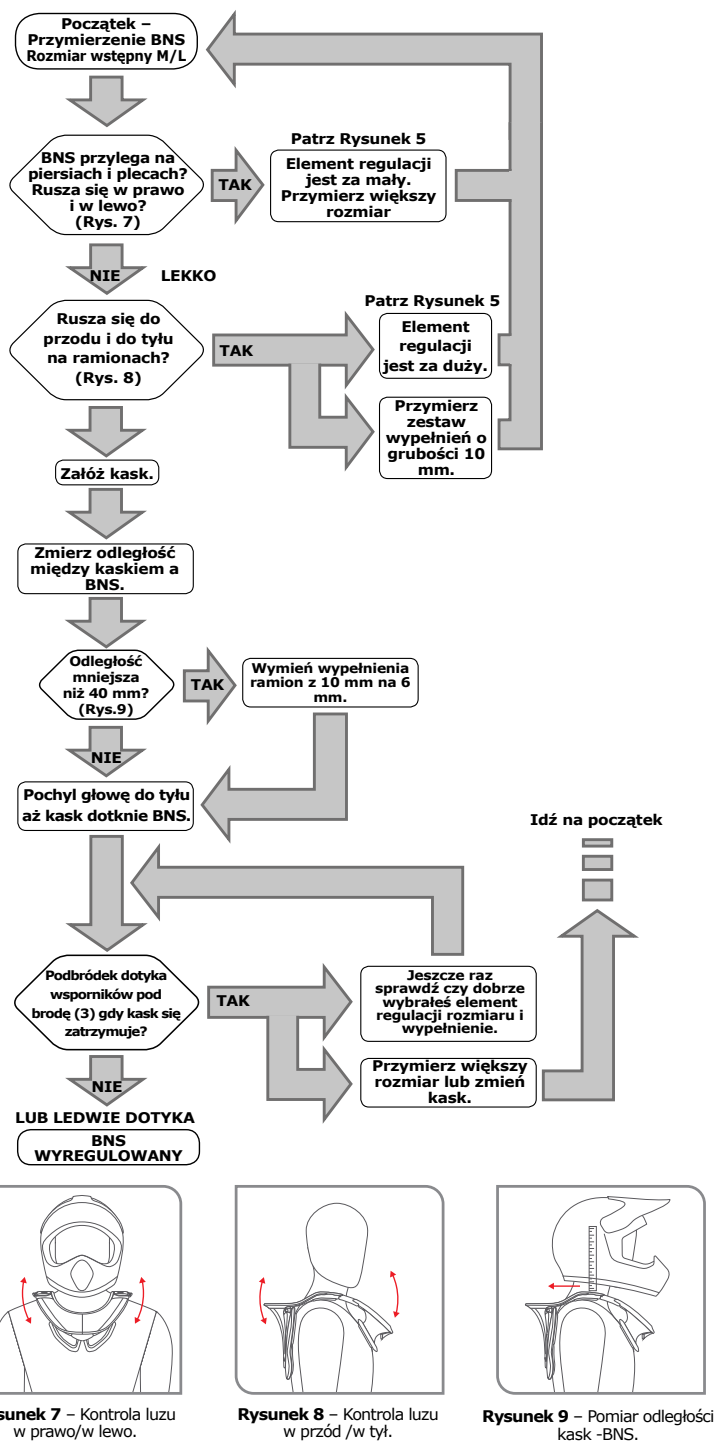 Początek –
Przymierzenie BNS
Rozmiar wstępny M/L
BNS przylega na
piersiach i plecach?
Rusza się w prawo
i w lewo?
(Rys. 7)
TAK
Patrz Rysunek 5
Element regulacji
jest za mały.
Przymierz większy
rozmiar
NIE
LEKKO
Rusza się do
przodu i do tyłu
na ramionach?
(Rys. 8)
TAK
Patrz Rysunek 5
Element
regulacji
jest za duży.
Przymierz
zestaw
wypełnień o
grubości 10
mm.
Załóż kask.
Zmierz odległość
między kaskiem a
BNS.
Odległość
mniejsza
niż 40 mm?
(Rys.9)
TAK
Wymień wypełnienia
ramion z 10 mm na 6
mm.
NIE
Pochyl głowę do tyłu
aż kask dotknie BNS.
Idź na początek
Podbródek dotyka
wsporników pod
brodę (3) gdy kask się
zatrzymuje?
TAK
Jeszcze raz
sprawdź czy dobrze
wybrałeś element
regulacji rozmiaru i
wypełnienie.
Przymierz większy
rozmiar lub zmień
kask.
NIE
LUB LEDWIE DOTYKA
BNS
WYREGULOWANY
sunek 7 – Kontrola luzu
w prawo/w lewo.
Rysunek 8 – Kontrola luzu
w przód /w tył.
Rysunek 9 – Pomiar odległości
kask -BNS.